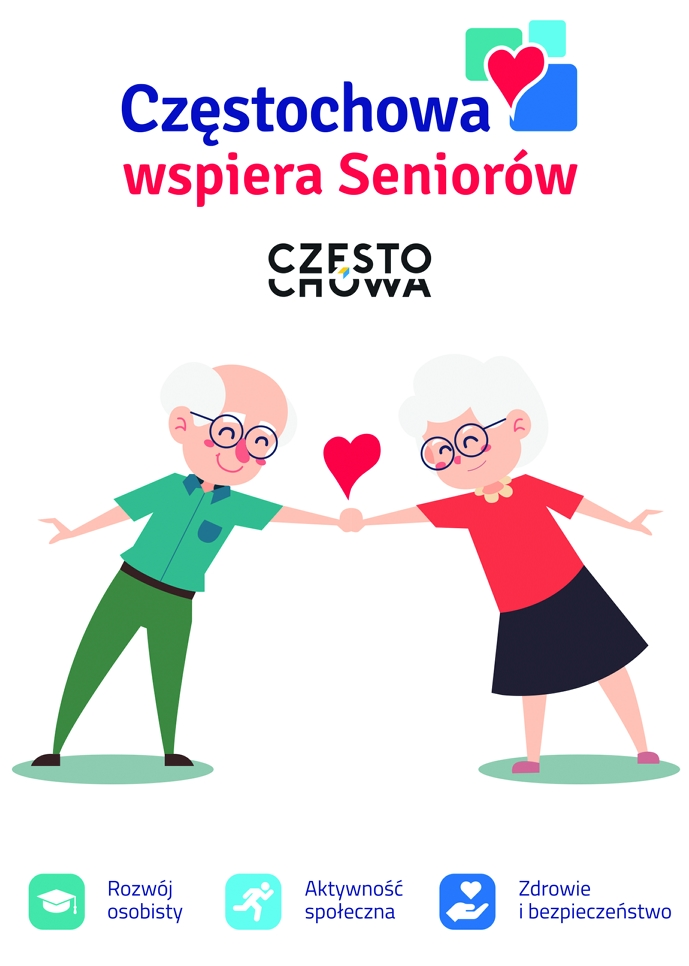 Częstochowa
wspiera Seniorów
CZĘSTO
CHOWA
Rozwój
osobisty
Aktywność
społeczna
Zdrowie
i bezpieczeństwo